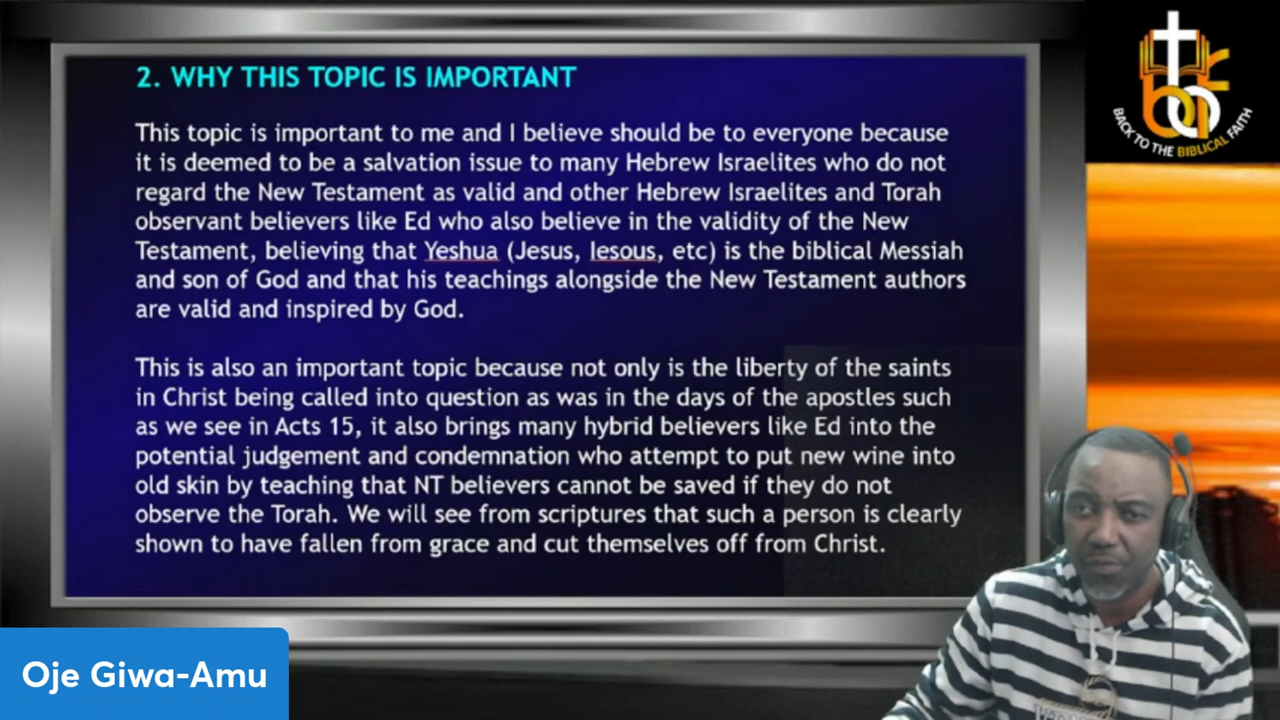 2. WHY THIS TOPIC IS IMPORTANT
This topic is important to me and I believe should be to everyone because
it is deemed to be a salvation issue to many Hebrew Israelites who do not
regard the New Testament as valid and other Hebrew Israelites and Torah
observant believers like Ed who also believe in the validity of the New
Testament, believing that Yeshua (Jesus, Iesous, etc) is the biblical Messiah
and son of God and that his teachings alongside the New Testament authors
are valid and inspired by God.
This is also an important topic because not only is the liberty of the saints
in Christ being called into question as was in the days of the apostles such
as we see in Acts 15, it also brings many hybrid believers like Ed into the
potential judgement and condemnation who attempt to put new wine into
old skin by teaching that NT believers cannot be saved if they do not
observe the Torah. We will see from scriptures that such a person is clearly
shown to have fallen from grace and cut themselves off from Christ.
BACK TO THE BIBLICAL FAITH
Oje Giwa-Amu